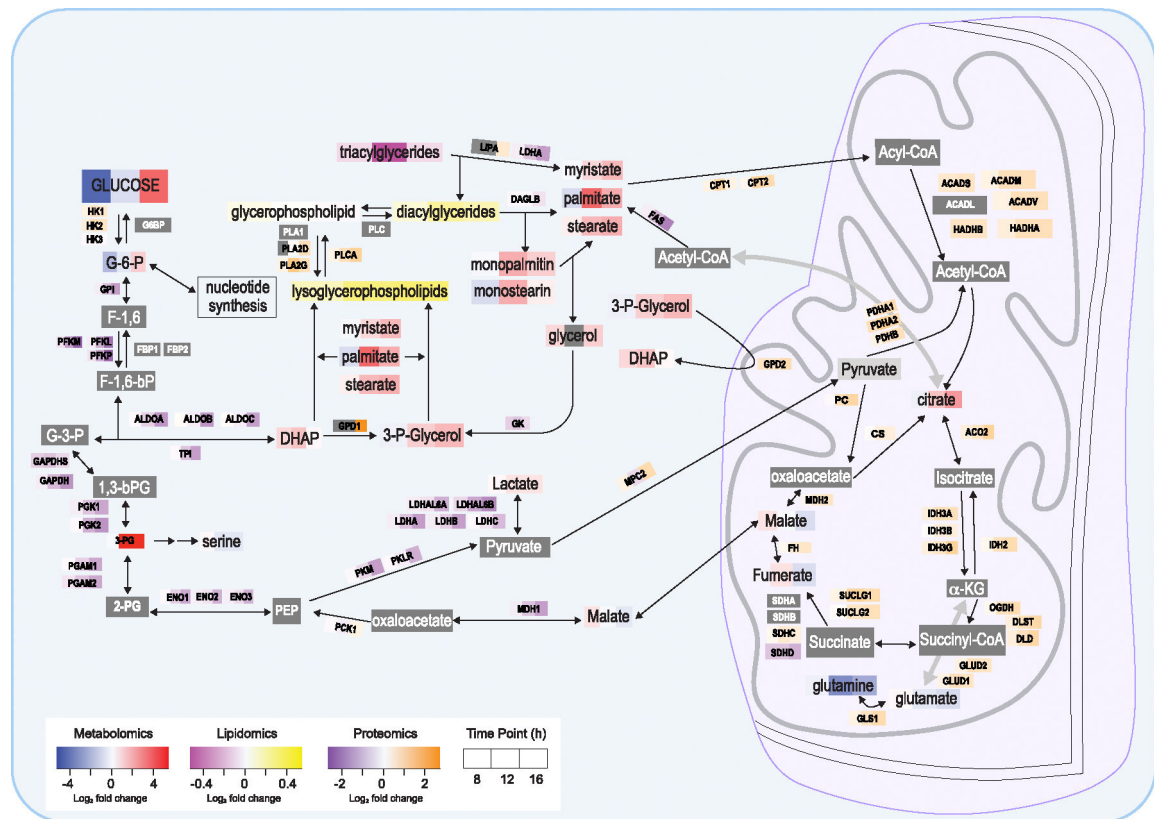 triacylglycerides
LIPA
LDHA
myristate
palmitate
stearate
CPT1
CPT2
Acyl-CoA
ACADS
ACADM
ACADL
ACADV
HADHB
HADHA
Acetyl-CoA
GLUCOSE
HK1
HK2
HK3
G6BP
G-6-P
nucleotide
synthesis
GPI
F-1,6
PFKM
PFKL
PFKP
FBP1
FBP2
F-1,6-bP
glycerophospholipid
diacylglycerides
DAGLB
PLA1
PLC
PLA2D
PLA2G
PLCA
lysoglycerophospholipids
monopalmitin
monostearin
FAS
Acetyl-CoA
glycerol
myristate
palmitate
stearate
3-P-Glycerol
DHAP
GPD2
PDHA1
PDHA2
PDHB
Pyruvate
PC
citrate
CS
ACO2
ALDOA
ALDOB
ALDOC
G-3-P
TPI
DHAP
GPD1
3-P-Glycerol
GK
GAPDHS
GAPDH
1,3-bPG
PGK1
PGK2
3-PG
serine
PGAM1
PGAM2
2-PG
ENO1
ENO2
ENO3
PEP
PKM
PKLR
Lactate
LDHAL6A
LDHAL6B
LDHA
LDHB
LDHC
Pyruvate
MPC2
PCK1
oxaloacetate
MDH1
Malate
oxaloacetate
MDH2
Malate
FH
Fumerate
SDHA
SDHB
SDHC
SDHD
SUCLG1
SUCLG2
Succinate
Isocitrate
IDH3A
IDH3B
IDH3G
IDH2
α-KG
OGDH
DLST
DLD
Succinyl-CoA
GLUD2
GLUD1
glutamine
glutamate
GLS1
Metabolomics
-4 0 4
Log₂ fold change
Lipidomics
-0.4 0 0.4
Log₂ fold change
Proteomics
-2 0 2
Log₂ fold change
Time Point (h)
8 12 16